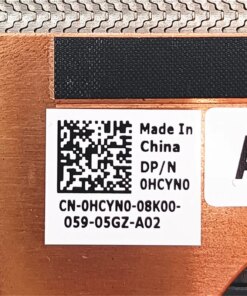 Made In
China
DP/N
0HCYN0
CN-0HCYN0-08K00-
059-05GZ-A02